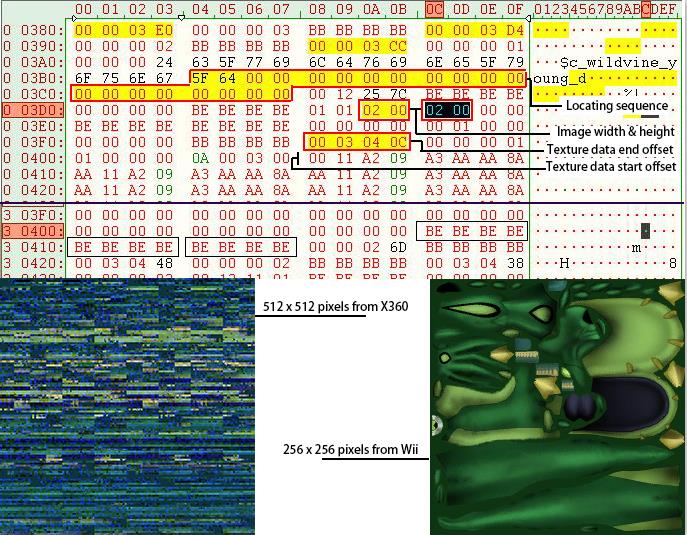 00 01 02 03 04 05 06 07 08 09 0A 0B 0C 0D 0E 0F 0123456789ABCDEF
0 0380: 00 00 03 E0 BB BB BB BB BB BB BB BB 00 00 03 D4
0 0390: 00 00 00 02 BB BB BB BB 00 00 03 CC 00 00 00 01
0 03A0: 00 00 00 24 63 5F 77 69 6C 64 76 69 6E 65 5F 79 $c_wildvine_y
0 03B0: 6F 75 6E 67 5F 64 00 00 00 00 00 00 00 00 00 00 oung_d
0 03C0: 00 00 00 00 00 00 00 00 00 12 25 7C BE BE BE BE %|
Locating sequence
0 03D0: 00 00 00 00 BE BE BE BE 01 01 02 00 02 00 00 00
0 03E0: BE BE BE BE BE BE BE BE 00 00 00 00 00 01 00 00
Image width & height
0 03F0: 00 00 00 00 BB BB BB BB 00 03 04 0C 00 00 00 01
Texture data end offset
0 0400: 01 00 00 00 0A 00 03 00 00 11 A2 09 A3 AA AA 8A
Texture data start offset
0 0410: AA 11 A2 09 A3 AA AA 8A AA 11 A2 09 A3 AA AA 8A
0 0420: AA 11 A2 09 A3 AA AA 8A AA 11 A2 09 A3 AA AA 8A
3 03F0: 00 00 00 00 00 00 00 00 00 00 00 00 00 00 00 00
3 0400: 00 00 00 00 00 00 00 00 00 00 00 00 BE BE BE BE
3 0410: BE BE BE BE BE BE BE BE 00 00 02 6D BB BB BB BB m
3 0420: 00 03 04 48 00 00 00 02 BB BB BB BB 00 03 04 38 H 8
512 x 512 pixels from X360
256 x 256 pixels from Wii